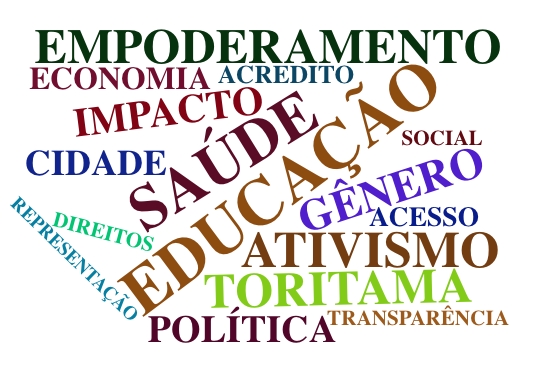 EMPODERAMENTO
ECONOMIA
ACREDITO
IMPACTO
SAÚDE
EDUCAÇÃO
SOCIAL
CIDADE
GÊNERO
ACESSO
REPRESENTAÇÃO
DIREITOS
ATIVISMO
TORITAMA
POLÍTICA
TRANSPARÊNCIA